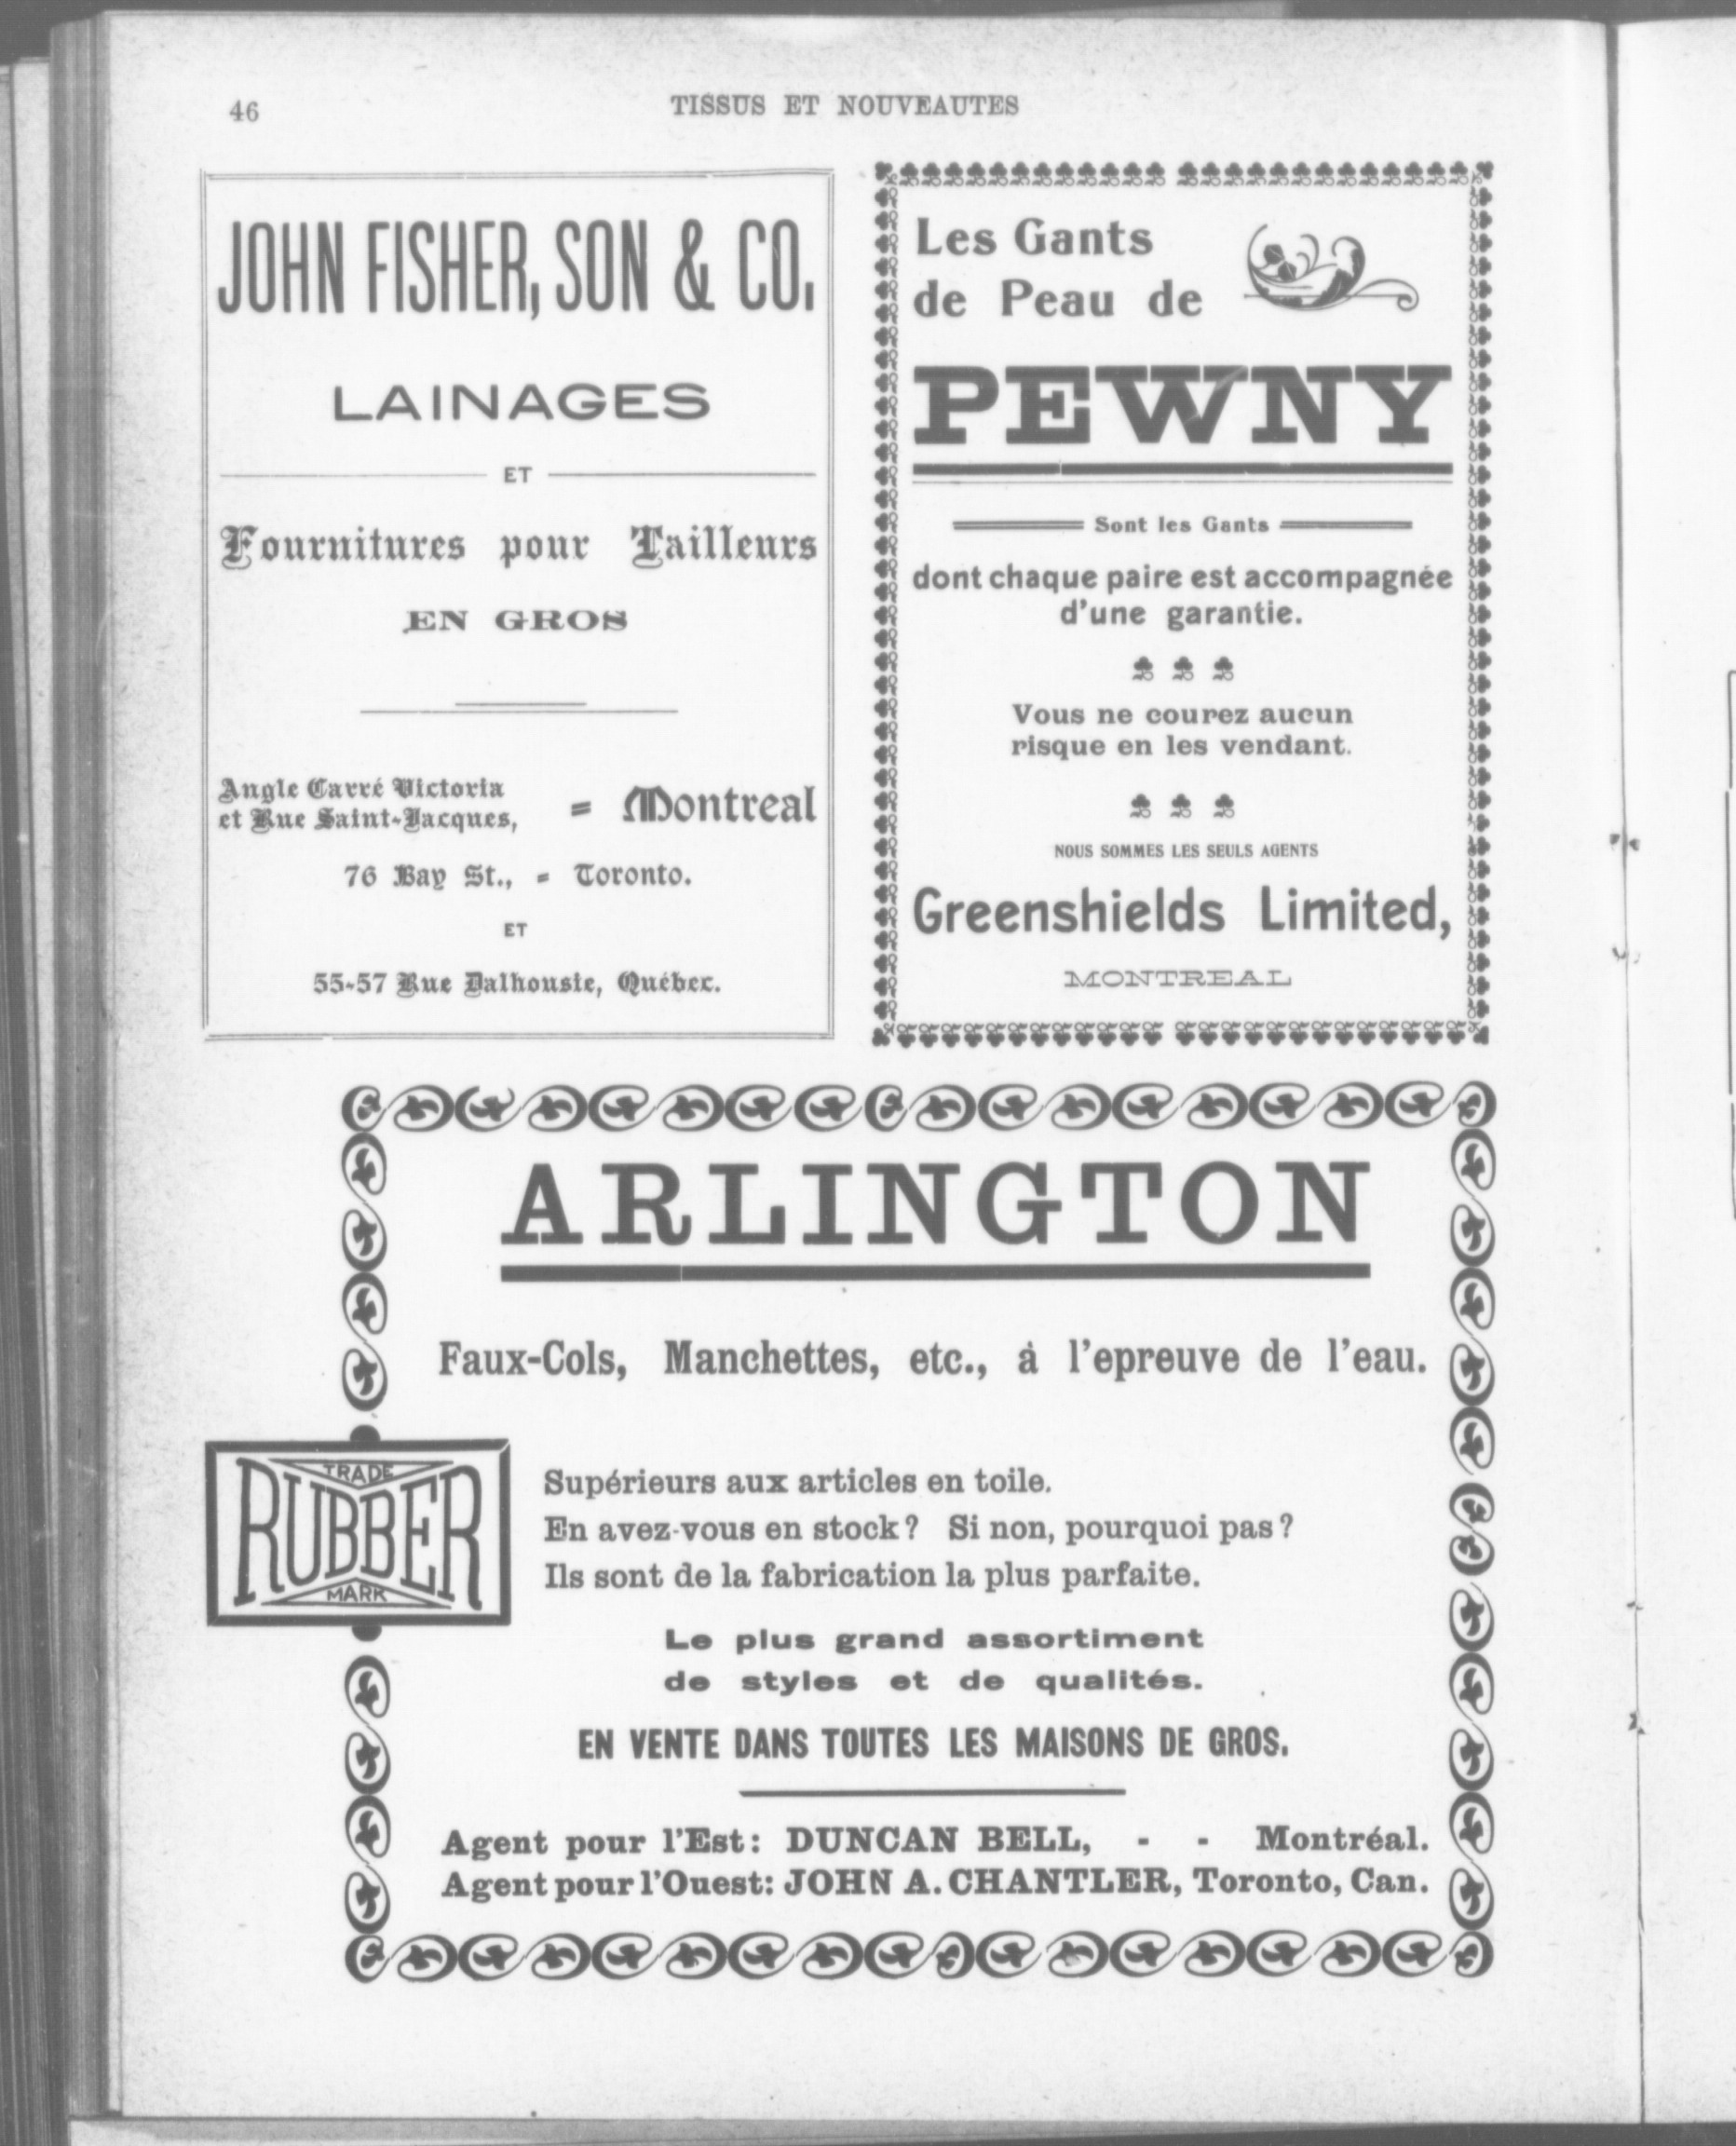 46
TISSUS ET NOUVEAUTES
JOHN FISHER, SON & CO.
LAINAGES
ET
Fournitures pour Tailleurs
EN GROS
Angle Carré Victoria
et Rue Saint-Jacques, = Montreal
76 Bay St., = Toronto.
ET
55-57 Rue Dalhousie, Québec.
Les Gants
de Peau de
PEWNY
Sont les Gants
dont chaque paire est accompagnée
d'une garantie.
Vous ne courez aucun
risque en les vendant.
NOUS SOMMES LES SEULS AGENTS
Greenshields Limited,
MONTREAL
ARLINGTON
Faux-Cols, Manchettes, etc., à l'epreuve de l'eau.
TRADE
RUBBER
MARK
Supérieurs aux articles en toile.
En avez-vous en stock? Si non, pourquoi pas?
Ils sont de la fabrication la plus parfaite.
Le plus grand assortiment
de styles et de qualités.
EN VENTE DANS TOUTES LES MAISONS DE GROS.
Agent pour l'Est: DUNCAN BELL, - - Montréal.
Agent pour l'Ouest: JOHN A. CHANTLER, Toronto, Can.